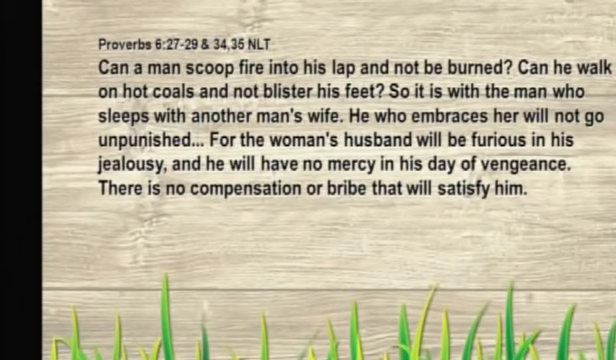 Proverbs 6:27-29 & 34,35 NLT
Can a man scoop fire into his lap and not be burned? Can he walk
on hot coals and not blister his feet? So it is with the man who
sleeps with another man's wife. He who embraces her will not go
unpunished... For the woman's husband will be furious in his
jealousy, and he will have no mercy in his day of vengeance.
There is no compensation or bribe that will satisfy him.